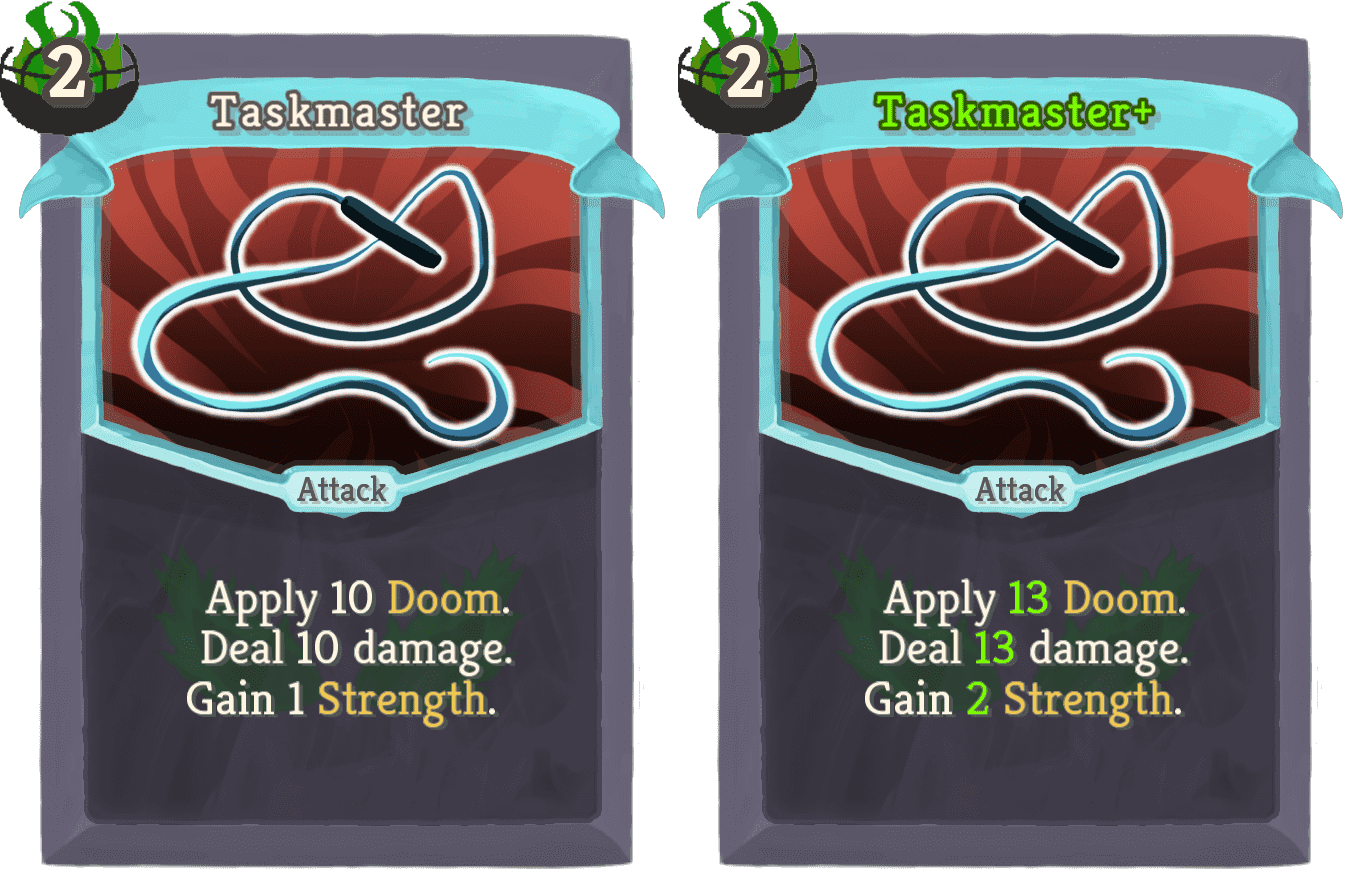 2
Taskmaster
Attack
Apply 10 Doom.
Deal 10 damage.
Gain 1 Strength.
2
Taskmaster+
Attack
Apply 13 Doom.
Deal 13 damage.
Gain 2 Strength.